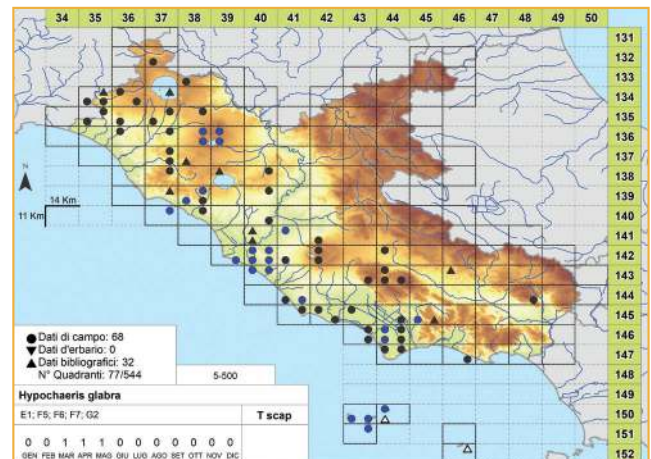 34 35 36 37 38 39 40 41 42 43 44 45 46 47 48 49 50
131
132
133
134
135
136
137
138
139
140
141
142
143
144
145
146
147
148
149
150
151
152
N
14 Km
11 Km
Dati di campo: 68
Dati d'erbario: 0
Dati bibliografici: 32
N° Quadranti: 77/544
5-500
Hypochaeris glabra
E1; F5; F6; F7; G2
T scap
0 0 1 1 1 0 0 0 0 0 0 0
GEN FEB MAR APR MAG GIU LUG AGO SET OTT NOV DIC